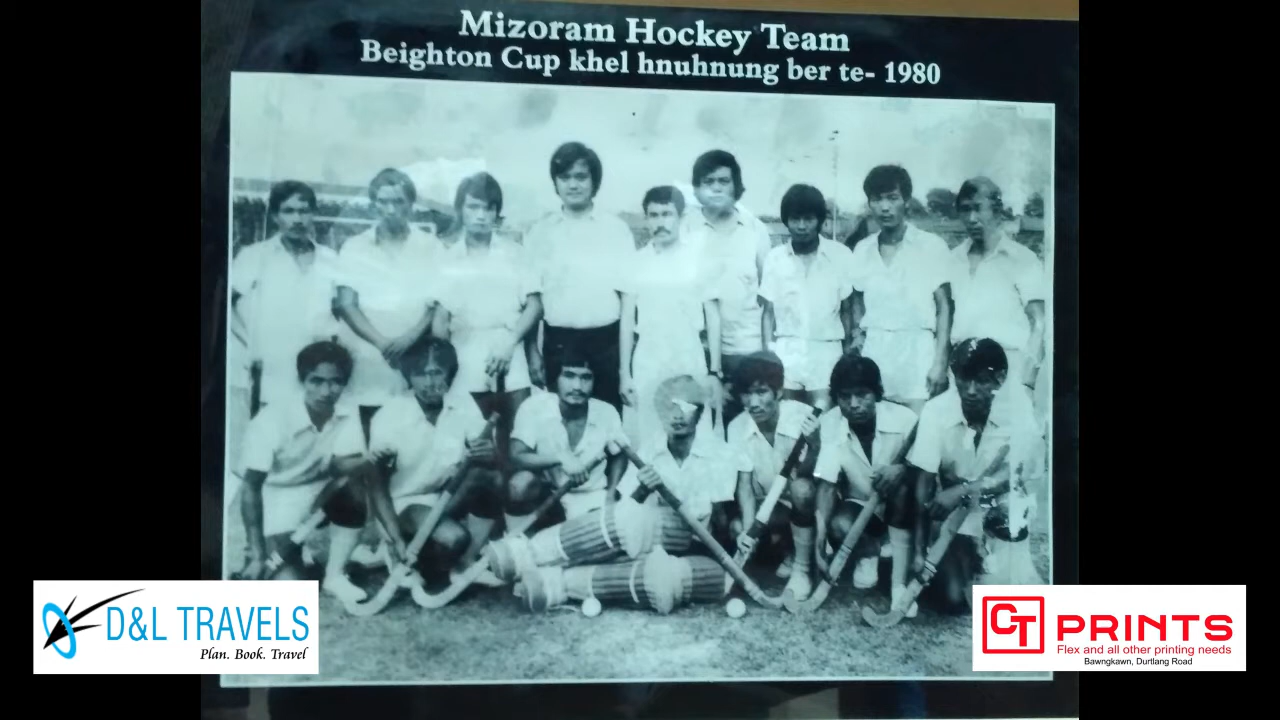 Mizoram Hockey Team
Beighton Cup khel hnuhnung ber te- 1980
D&L TRAVELS
Plan. Book. Travel
CT PRINTS
Flex and all other printing needs
Bawngkawn, Durtlang Road